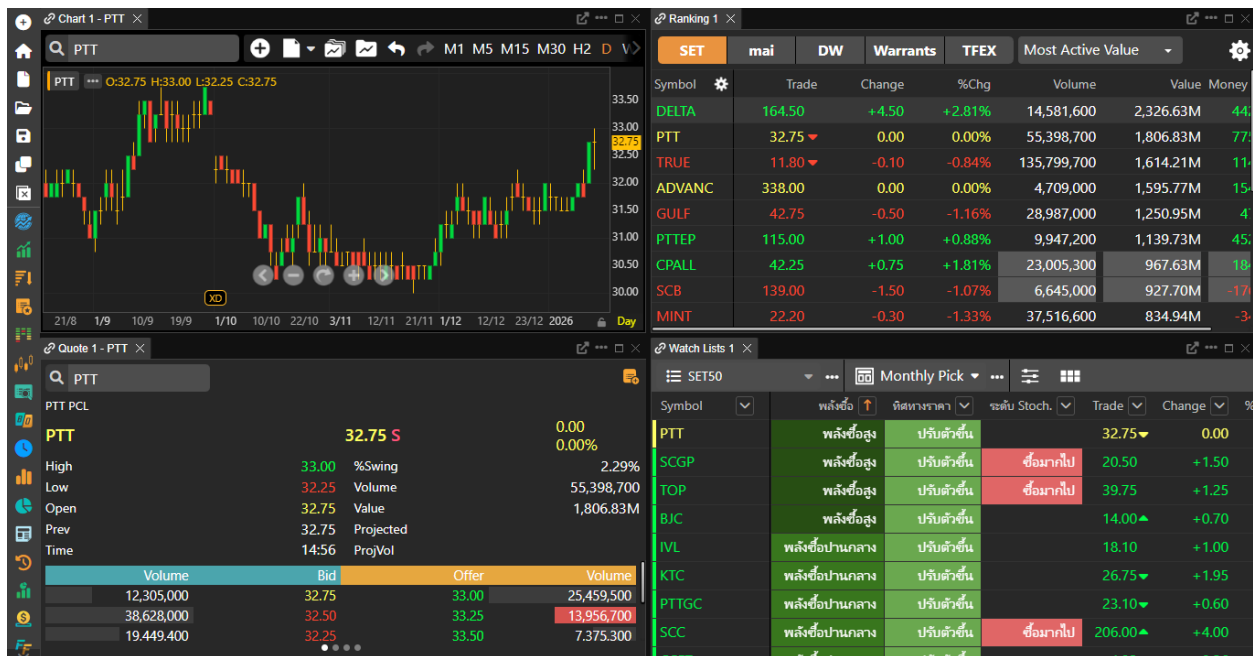 Chart 1 - PTT
PTT
M1 M5 M15 M30 H2 D
PTT O:32.75 H:33.00 L:32.25 C:32.75
33.50
33.00
32.75
32.50
32.00
31.50
31.00
30.50
30.00
XD
21/8 1/9 10/9 19/9 1/10 10/10 22/10 3/11 12/11 21/11 1/12 12/12 23/12 2026 Day
Ranking 1
SET mai DW Warrants TFEX Most Active Value
Symbol Trade Change %Chg Volume Value Money
DELTA 164.50 +4.50 +2.81% 14,581,600 2,326.63M
PTT 32.75 0.00 0.00% 55,398,700 1,806.83M
TRUE 11.80 -0.10 -0.84% 135,799,700 1,614.21M
ADVANC 338.00 0.00 0.00% 4,709,000 1,595.77M
GULF 42.75 -0.50 -1.16% 28,987,000 1,250.95M
PTTEP 115.00 +1.00 +0.88% 9,947,200 1,139.73M
CPALL 42.25 +0.75 +1.81% 23,005,300 967.63M
SCB 139.00 -1.50 -1.07% 6,645,000 927.70M
MINT 22.20 -0.30 -1.33% 37,516,600 834.94M
Quote 1 - PTT
PTT
PTT PCL
PTT 32.75 S 0.00
0.00%
High 33.00 %Swing 2.29%
Low 32.25 Volume 55,398,700
Open 32.75 Value 1,806.83M
Prev 32.75 Projected
Time 14:56 ProjVol
Volume Bid Offer Volume
12,305,000 32.75 33.00 25,459,500
38,628,000 32.50 33.25 13,956,700
19,449,400 32.25 33.50 7,375,300
Watch Lists 1
SET50 Monthly Pick
Symbol พลังซื้อ ทิศทางราคา ระดับ Stoch. Trade Change %
PTT พลังซื้อสูง ปรับตัวขึ้น 32.75 0.00
SCGP พลังซื้อสูง ปรับตัวขึ้น ซื้อมากไป 20.50 +1.50
TOP พลังซื้อสูง ปรับตัวขึ้น ซื้อมากไป 39.75 +1.25
BJC พลังซื้อสูง ปรับตัวขึ้น 14.00 +0.70
IVL พลังซื้อปานกลาง ปรับตัวขึ้น 18.10 +1.00
KTC พลังซื้อปานกลาง ปรับตัวขึ้น 26.75 +1.95
PTTGC พลังซื้อปานกลาง ปรับตัวขึ้น 23.10 +0.60
SCC พลังซื้อปานกลาง ปรับตัวขึ้น ซื้อมากไป 206.00 +4.00